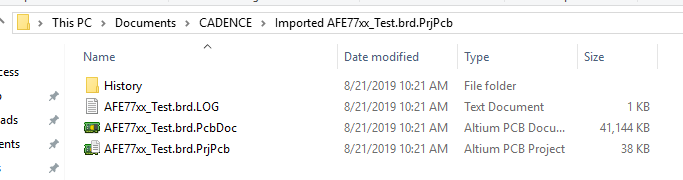 This PC > Documents > CADENCE > Imported AFE77xx_Test.brd.PrjPcb
Name Date modified Type Size
cess
History 8/21/2019 10:21 AM File folder
AFE77xx_Test.brd.LOG 8/21/2019 10:21 AM Text Document 1 KB
ads AFE77xx_Test.brd.PcbDoc 8/21/2019 10:21 AM Altium PCB Docu... 41,144 KB
ents AFE77xx_Test.brd.PrjPcb 8/21/2019 10:21 AM Altium PCB Project 38 KB